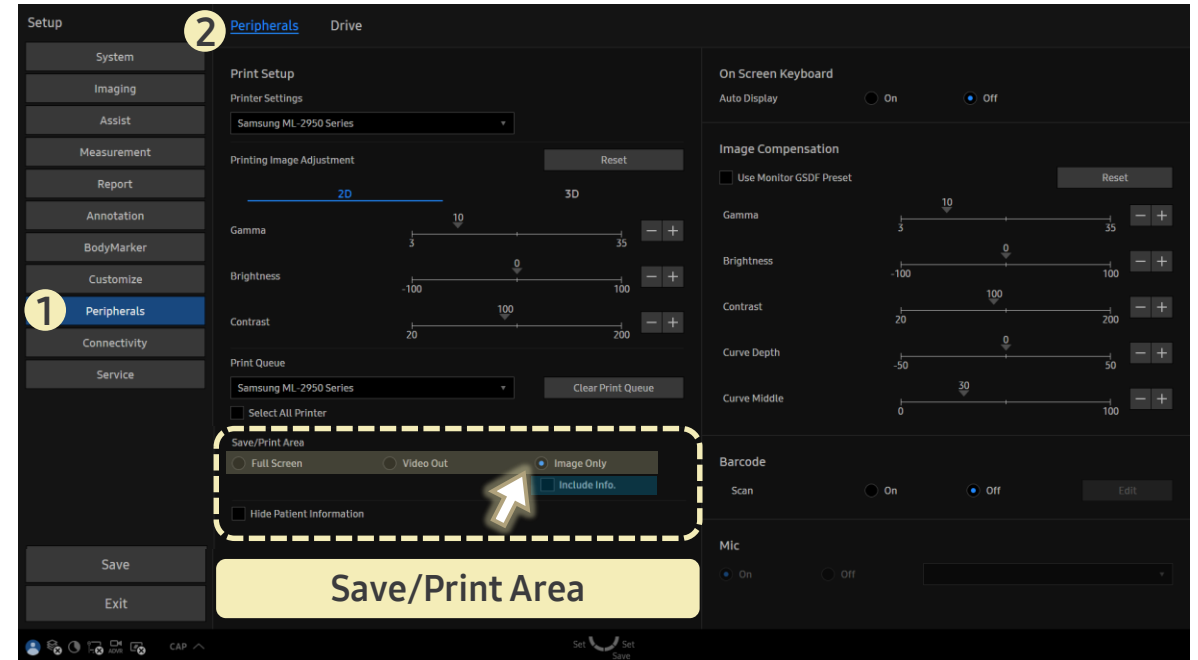 Setup
2
Peripherals
Drive
System
Imaging
Assist
Measurement
Report
Annotation
BodyMarker
Customize
1
Peripherals
Connectivity
Service
Save
Exit
Print Setup
Printer Settings
Samsung ML-2950 Series
Printing Image Adjustment
Reset
2D
3D
Gamma
10
3
35
Brightness
0
-100
100
Contrast
100
20
200
Print Queue
Samsung ML-2950 Series
Clear Print Queue
Select All Printer
Save/Print Area
Full Screen
Video Out
Image Only
Include Info.
Hide Patient Information
Save/Print Area
On Screen Keyboard
Auto Display
On
Off
Image Compensation
Use Monitor GSDF Preset
Reset
Gamma
10
3
35
Brightness
0
-100
100
Contrast
100
20
200
Curve Depth
0
-50
50
Curve Middle
30
0
100
Barcode
Scan
On
Off
Edit
Mic
On
Off
ADVR
CAP
Set
Set
Save